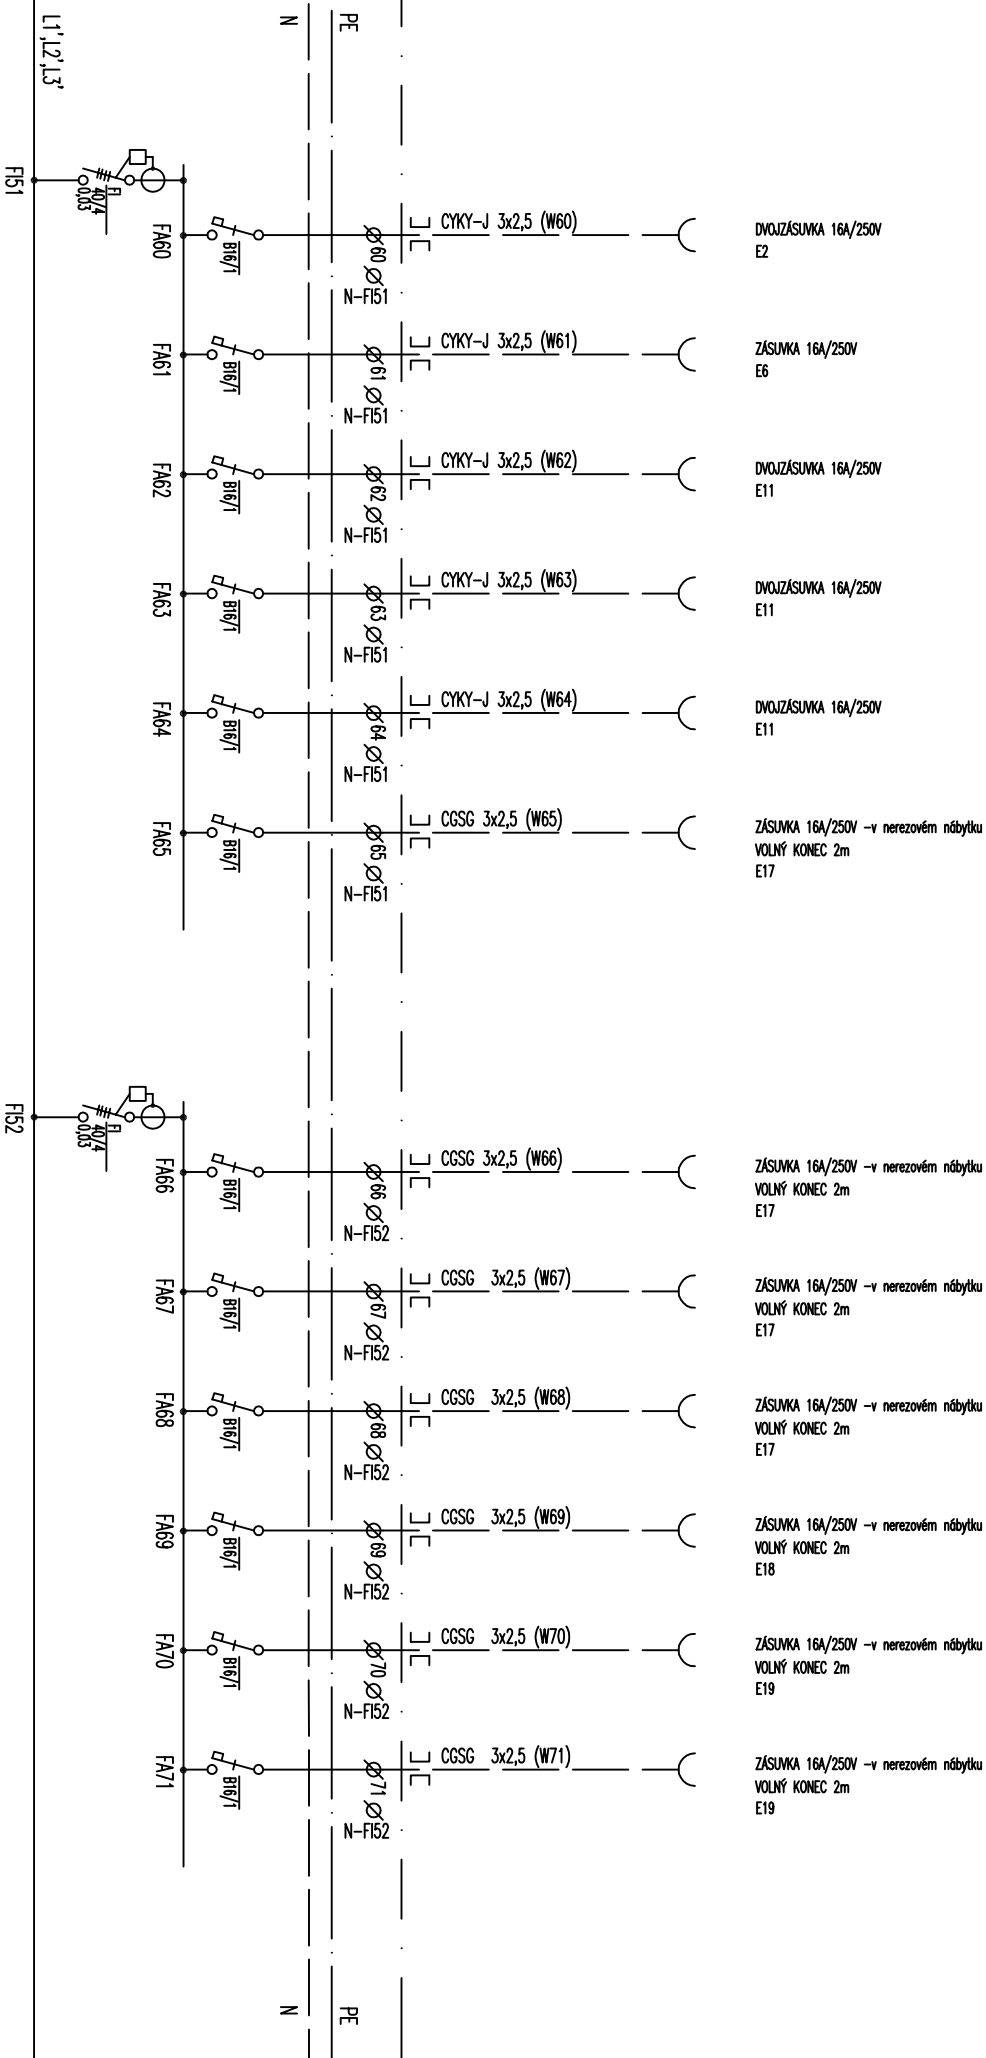 L1',L2',L3'
N
PE
FI51
FI
40/4
0,03
FA60
B16/1
60
N-FI51
CYKY-J 3x2,5 (W60)
DVOJZÁSUVKA 16A/250V
E2
FA61
B16/1
61
N-FI51
CYKY-J 3x2,5 (W61)
ZÁSUVKA 16A/250V
E6
FA62
B16/1
62
N-FI51
CYKY-J 3x2,5 (W62)
DVOJZÁSUVKA 16A/250V
E11
FA63
B16/1
63
N-FI51
CYKY-J 3x2,5 (W63)
DVOJZÁSUVKA 16A/250V
E11
FA64
B16/1
64
N-FI51
CYKY-J 3x2,5 (W64)
DVOJZÁSUVKA 16A/250V
E11
FA65
B16/1
65
N-FI51
CGSG 3x2,5 (W65)
ZÁSUVKA 16A/250V -v nerezovém nábytku
VOLNÝ KONEC 2m
E17
FI52
FI
40/4
0,03
FA66
B16/1
66
N-FI52
CGSG 3x2,5 (W66)
ZÁSUVKA 16A/250V -v nerezovém nábytku
VOLNÝ KONEC 2m
E17
FA67
B16/1
67
N-FI52
CGSG 3x2,5 (W67)
ZÁSUVKA 16A/250V -v nerezovém nábytku
VOLNÝ KONEC 2m
E17
FA68
B16/1
68
N-FI52
CGSG 3x2,5 (W68)
ZÁSUVKA 16A/250V -v nerezovém nábytku
VOLNÝ KONEC 2m
E17
FA69
B16/1
69
N-FI52
CGSG 3x2,5 (W69)
ZÁSUVKA 16A/250V -v nerezovém nábytku
VOLNÝ KONEC 2m
E18
FA70
B16/1
70
N-FI52
CGSG 3x2,5 (W70)
ZÁSUVKA 16A/250V -v nerezovém nábytku
VOLNÝ KONEC 2m
E19
FA71
B16/1
71
N-FI52
CGSG 3x2,5 (W71)
ZÁSUVKA 16A/250V -v nerezovém nábytku
VOLNÝ KONEC 2m
E19
N
PE